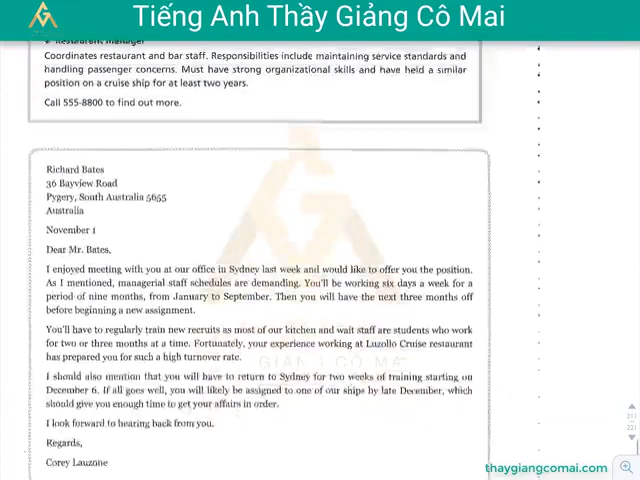 Tiếng Anh Thầy Giảng Cô Mai
Restaurant manager
Coordinates restaurant and bar staff. Responsibilities include maintaining service standards and
handling passenger concerns. Must have strong organizational skills and have held a similar
position on a cruise ship for at least two years.
Call 555-8800 to find out more.
Richard Bates
36 Bayview Road
Pygery, South Australia 5655
Australia
November 1
Dear Mr. Bates,
I enjoyed meeting with you at our office in Sydney last week and would like to offer you the position.
As I mentioned, managerial staff schedules are demanding. You'll be working six days a week for a
period of nine months, from January to September. Then you will have the next three months off
before beginning a new assignment.
You'll have to regularly train new recruits as most of our kitchen and wait staff are students who work
for two or three months at a time. Fortunately, your experience working at Luzollo Cruise restaurant
has prepared you for such a high turnover rate.
GIẢNG CÔ MAI
I should also mention that you will have to return to Sydney for two weeks of training starting on
December 6. If all goes well, you will likely be assigned to one of our ships by late December, which
should give you enough time to get your affairs in order.
I look forward to hearing back from you.
Regards,
Corey Lauzone
thaygiangcomai.com